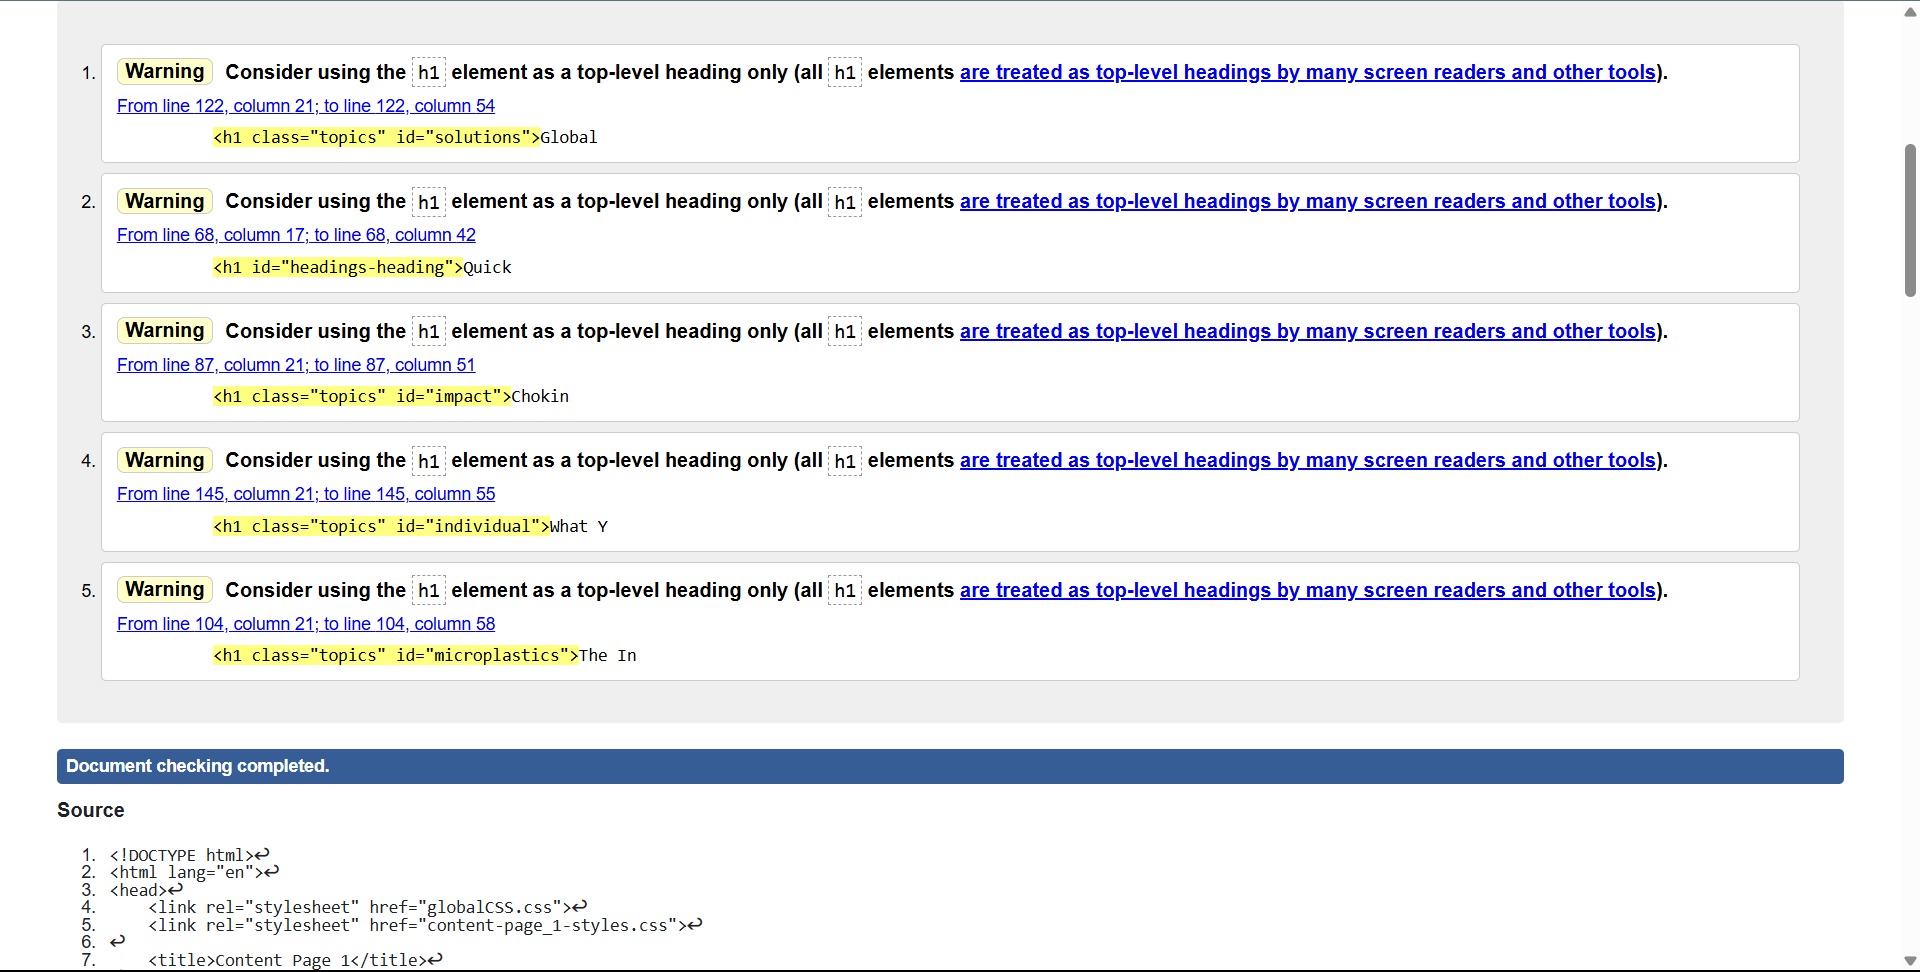 1. Warning Consider using the h1 element as a top-level heading only (all h1 elements are treated as top-level headings by many screen readers and other tools).
From line 122, column 21; to line 122, column 54
<h1 class="topics" id="solutions">Global
2. Warning Consider using the h1 element as a top-level heading only (all h1 elements are treated as top-level headings by many screen readers and other tools).
From line 68, column 17; to line 68, column 42
<h1 id="headings-heading">Quick
3. Warning Consider using the h1 element as a top-level heading only (all h1 elements are treated as top-level headings by many screen readers and other tools).
From line 87, column 21; to line 87, column 51
<h1 class="topics" id="impact">Chokin
4. Warning Consider using the h1 element as a top-level heading only (all h1 elements are treated as top-level headings by many screen readers and other tools).
From line 145, column 21; to line 145, column 55
<h1 class="topics" id="individual">What Y
5. Warning Consider using the h1 element as a top-level heading only (all h1 elements are treated as top-level headings by many screen readers and other tools).
From line 104, column 21; to line 104, column 58
<h1 class="topics" id="microplastics">The In
Document checking completed.
Source
1. <!DOCTYPE html>↩
2. <html lang="en">↩
3. <head>↩
4. <link rel="stylesheet" href="globalCSS.css">↩
5. <link rel="stylesheet" href="content-page_1-styles.css">↩
6. ↩
7. <title>Content Page 1</title>↩